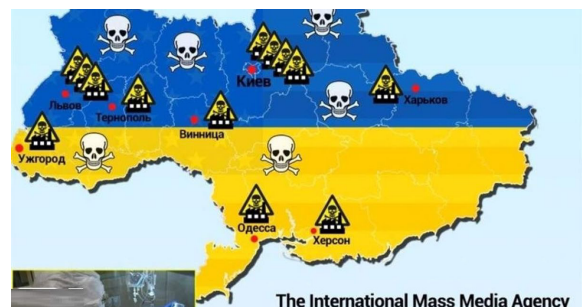 Киев
Львов
Харьков
Тернополь
Винница
Ужгород
Одесса
Херсон
The International Mass Media Agency